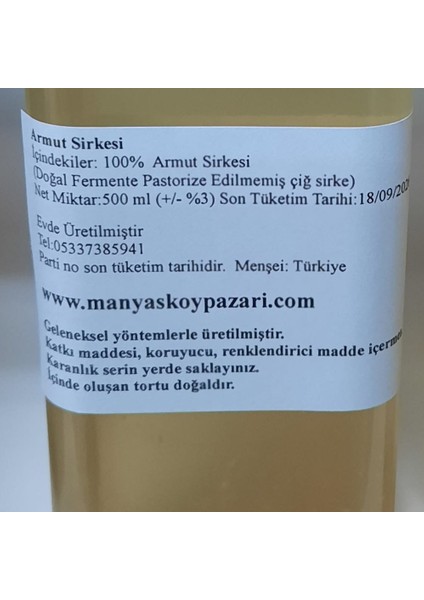 Armut Sirkesi
İçindekiler: 100% Armut Sirkesi
(Doğal Fermente Pastorize Edilmemiş çiğ sirke)
Net Miktar:500 ml (+/- %3) Son Tüketim Tarihi:18/09/202
Evde Üretilmiştir
Tel:05337385941
Parti no son tüketim tarihidir. Menşei: Türkiye
www.manyaskoypazari.com
Geleneksel yöntemlerle üretilmiştir.
Katkı maddesi, koruyucu, renklendirici madde içerme
Karanlık serin yerde saklayınız.
İçinde oluşan tortu doğaldır.